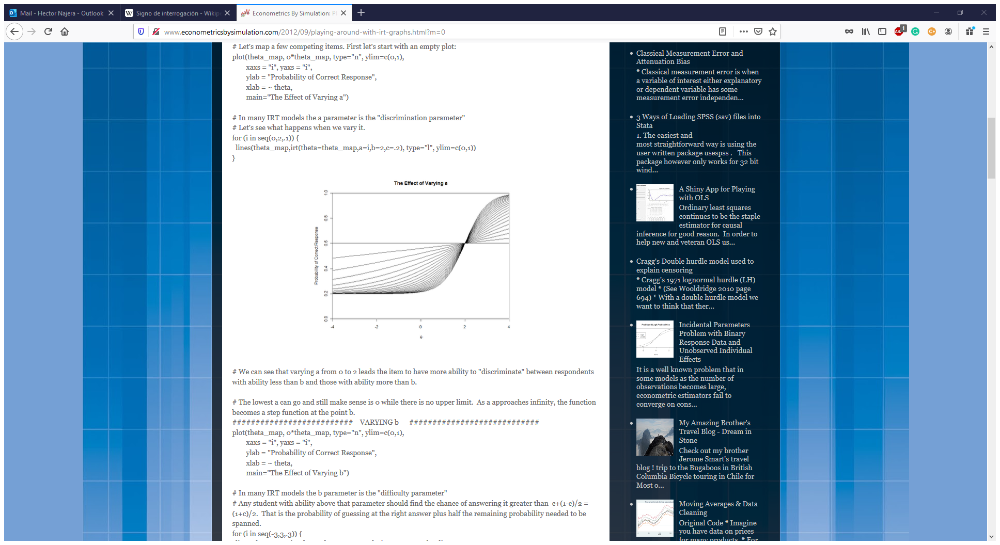 Mail - Hector Najera - Outlook
Signo de interrogación - Wikip
Econometrics By Simulation: P
www.econometricsbysimulation.com/2012/09/playing-around-with-irt-graphs.html?m=0
ABP
1
# Let's map a few competing items. First let's start with an empty plot:
plot(theta_map, 0*theta_map, type="n", ylim=c(0,1),
xaxs = "i", yaxs = "i",
ylab = "Probability of Correct Response",
xlab = ~ theta,
main="The Effect of Varying a")
# In many IRT models the a parameter is the "discrimination parameter"
# Let's see what happens when we vary it.
for (i in seq(0,2,.1)) {
lines(theta_map,irt(theta=theta_map,a=i,b=2,c=.2), type="l", ylim=c(0,1))
}
The Effect of Varying a
Probability of Correct Response
1.0
0.8
0.6
0.4
0.2
0.0
-4 -2 0 2 4
θ
# We can see that varying a from 0 to 2 leads the item to have more ability to "discriminate" between respondents
with ability less than b and those with ability more than b.
# The lowest a can go and still make sense is 0 while there is no upper limit. As a approaches infinity, the function
becomes a step function at the point b.
########################## VARYING b ############################
plot(theta_map, 0*theta_map, type="n", ylim=c(0,1),
xaxs = "i", yaxs = "i",
ylab = "Probability of Correct Response",
xlab = ~ theta,
main="The Effect of Varying b")
# In many IRT models the b parameter is the "difficulty parameter"
# Any student with ability above that parameter should find the chance of answering it greater than c+(1-c)/2 =
(1+c)/2. That is the probability of guessing at the right answer plus half the remaining probability needed to be
spanned.
for (i in seq(-3,3,.3)) {
Classical Measurement Error and
Attenuation Bias
* Classical measurement error is when
a variable of interest either explanatory
or dependent variable has some
measurement error independen...
3 Ways of Loading SPSS (sav) files into
Stata
1. The easiest and
most straightforward way is using the
user written package usespss . This
package however only works for 32 bit
wind...
A Shiny App for Playing
with OLS
Ordinary least squares
continues to be the staple
estimator for causal
inference for good reason. In order to
help new and veteran OLS us...
Cragg's Double hurdle model used to
explain censoring
* Cragg's 1971 lognormal hurdle (LH)
model * (See Wooldridge 2010 page
694) * With a double hurdle model we
want to think that ther...
Probit and Logit Probabilities
Incidental Parameters
Problem with Binary
Response Data and
Unobserved Individual
Effects
It is a well known problem that in
some models as the number of
observations becomes large,
econometric estimators fail to
converge on cons...
My Amazing Brother's
Travel Blog - Dream in
Stone
Check out my brother
Jerome Smart's travel
blog ! trip to the Bugaboos in British
Columbia Bicycle touring in Chile for
Most o...
Moving Averages & Data
Cleaning
Original Code * Imagine
you have data on prices
for many products. * For